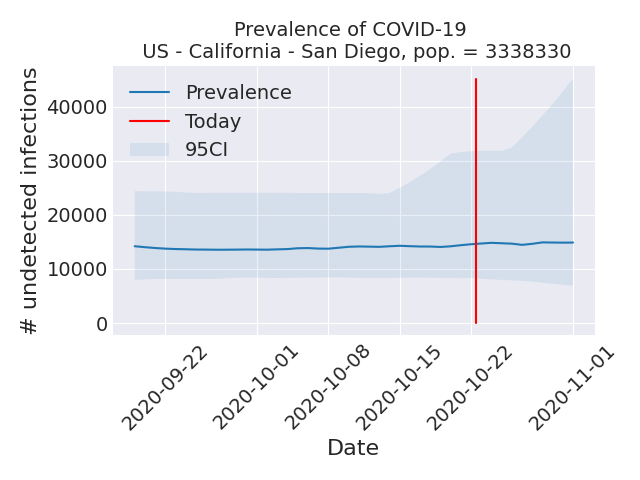 Prevalence of COVID-19
US - California - San Diego, pop. = 3338330
# undetected infections
40000
30000
20000
10000
0
Prevalence
Today
95CI
2020-09-22
2020-10-01
2020-10-08
2020-10-15
2020-10-22
2020-11-01
Date